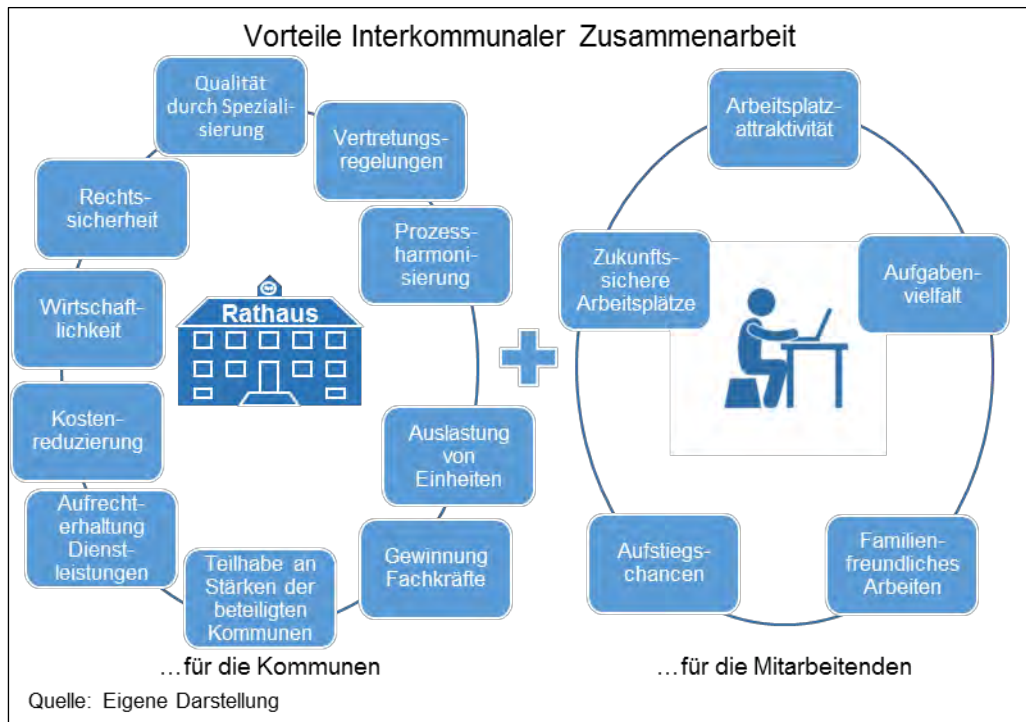 Vorteile Interkommunaler Zusammenarbeit
Qualität
durch Speziali-
sierung
Vertretungs-
regelungen
Prozess-
harmoni-
sierung
Auslastung
von
Einheiten
Gewinnung
Fachkräfte
Teilhabe an
Stärken der
beteiligten
Kommunen
Aufrecht-
erhaltung
Dienst-
leistungen
Kosten-
reduzierung
Wirtschaft-
lichkeit
Rechts-
sicherheit
Rathaus
…für die Kommunen
Arbeitsplatz-
attraktivität
Aufgaben-
vielfalt
Familien-
freundliches
Arbeiten
Aufstiegs-
chancen
Zukunfts-
sichere
Arbeitsplätze
…für die Mitarbeitenden
Quelle: Eigene Darstellung